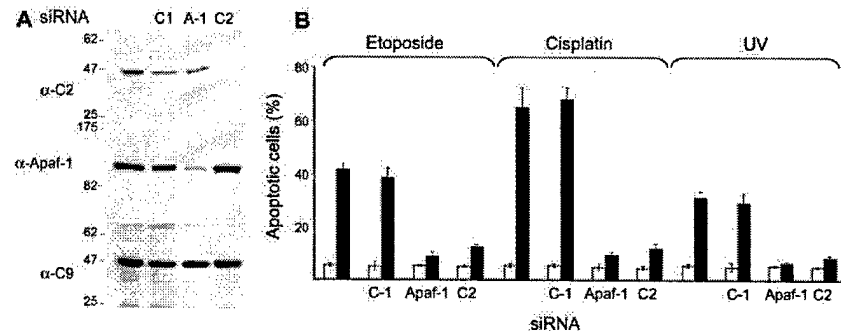 A siRNA C1 A-1 C2
62-
47-
α-C2
25-
175-
α-Apaf-1
82-
62-
47-
α-C9
25-
B
Etoposide Cisplatin UV
Apoptotic cells (%)
80
60
40
20
C-1 Apaf-1 C2 C-1 Apaf-1 C2 C-1 Apaf-1 C2
siRNA